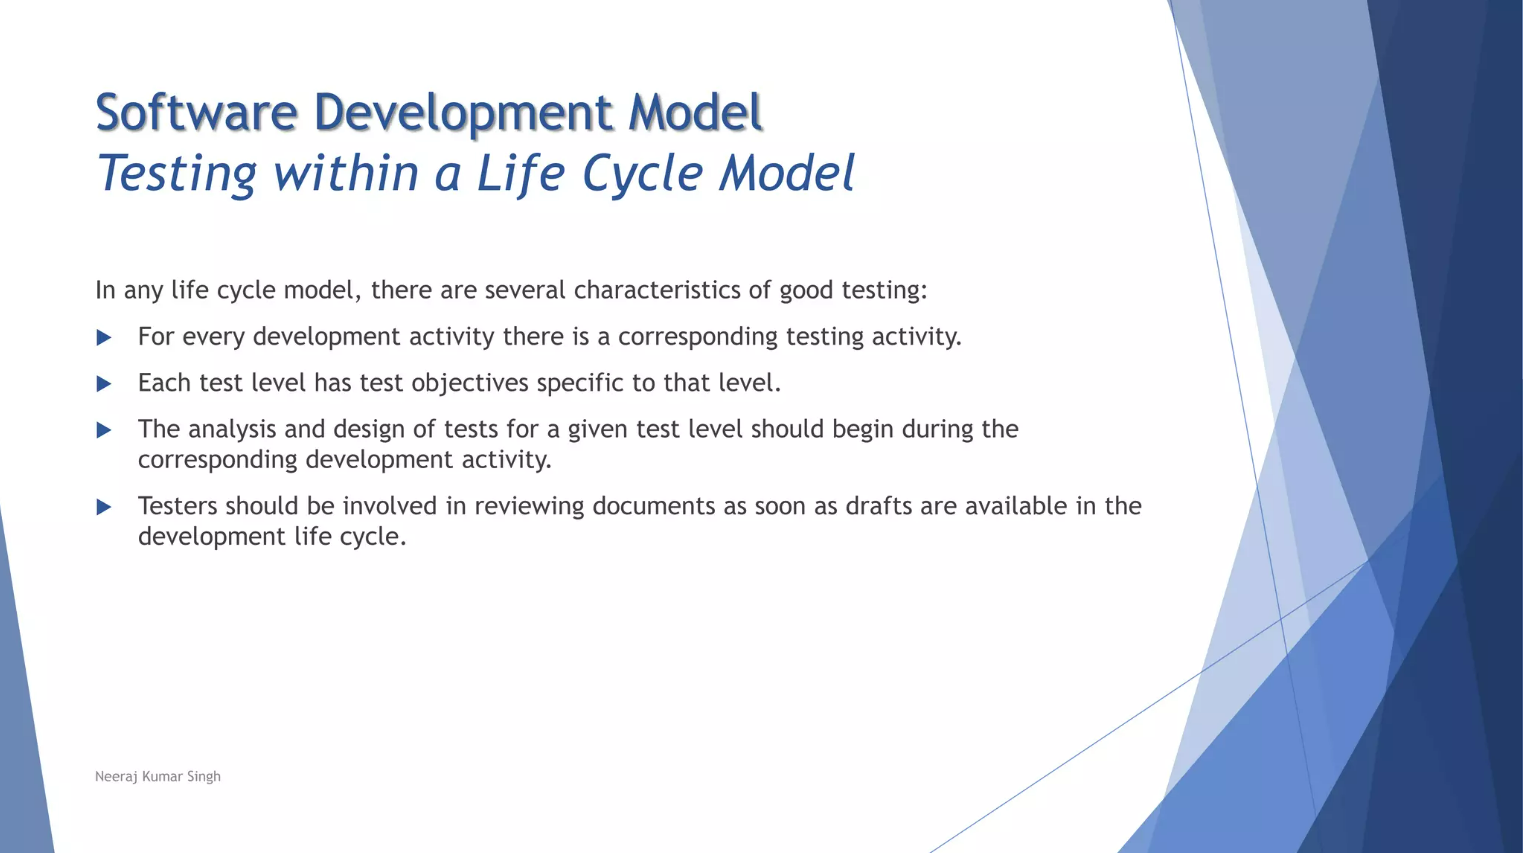 Software Development Model
Testing within a Life Cycle Model
In any life cycle model, there are several characteristics of good testing:
For every development activity there is a corresponding testing activity.
Each test level has test objectives specific to that level.
The analysis and design of tests for a given test level should begin during the
corresponding development activity.
Testers should be involved in reviewing documents as soon as drafts are available in the
development life cycle.
Neeraj Kumar Singh